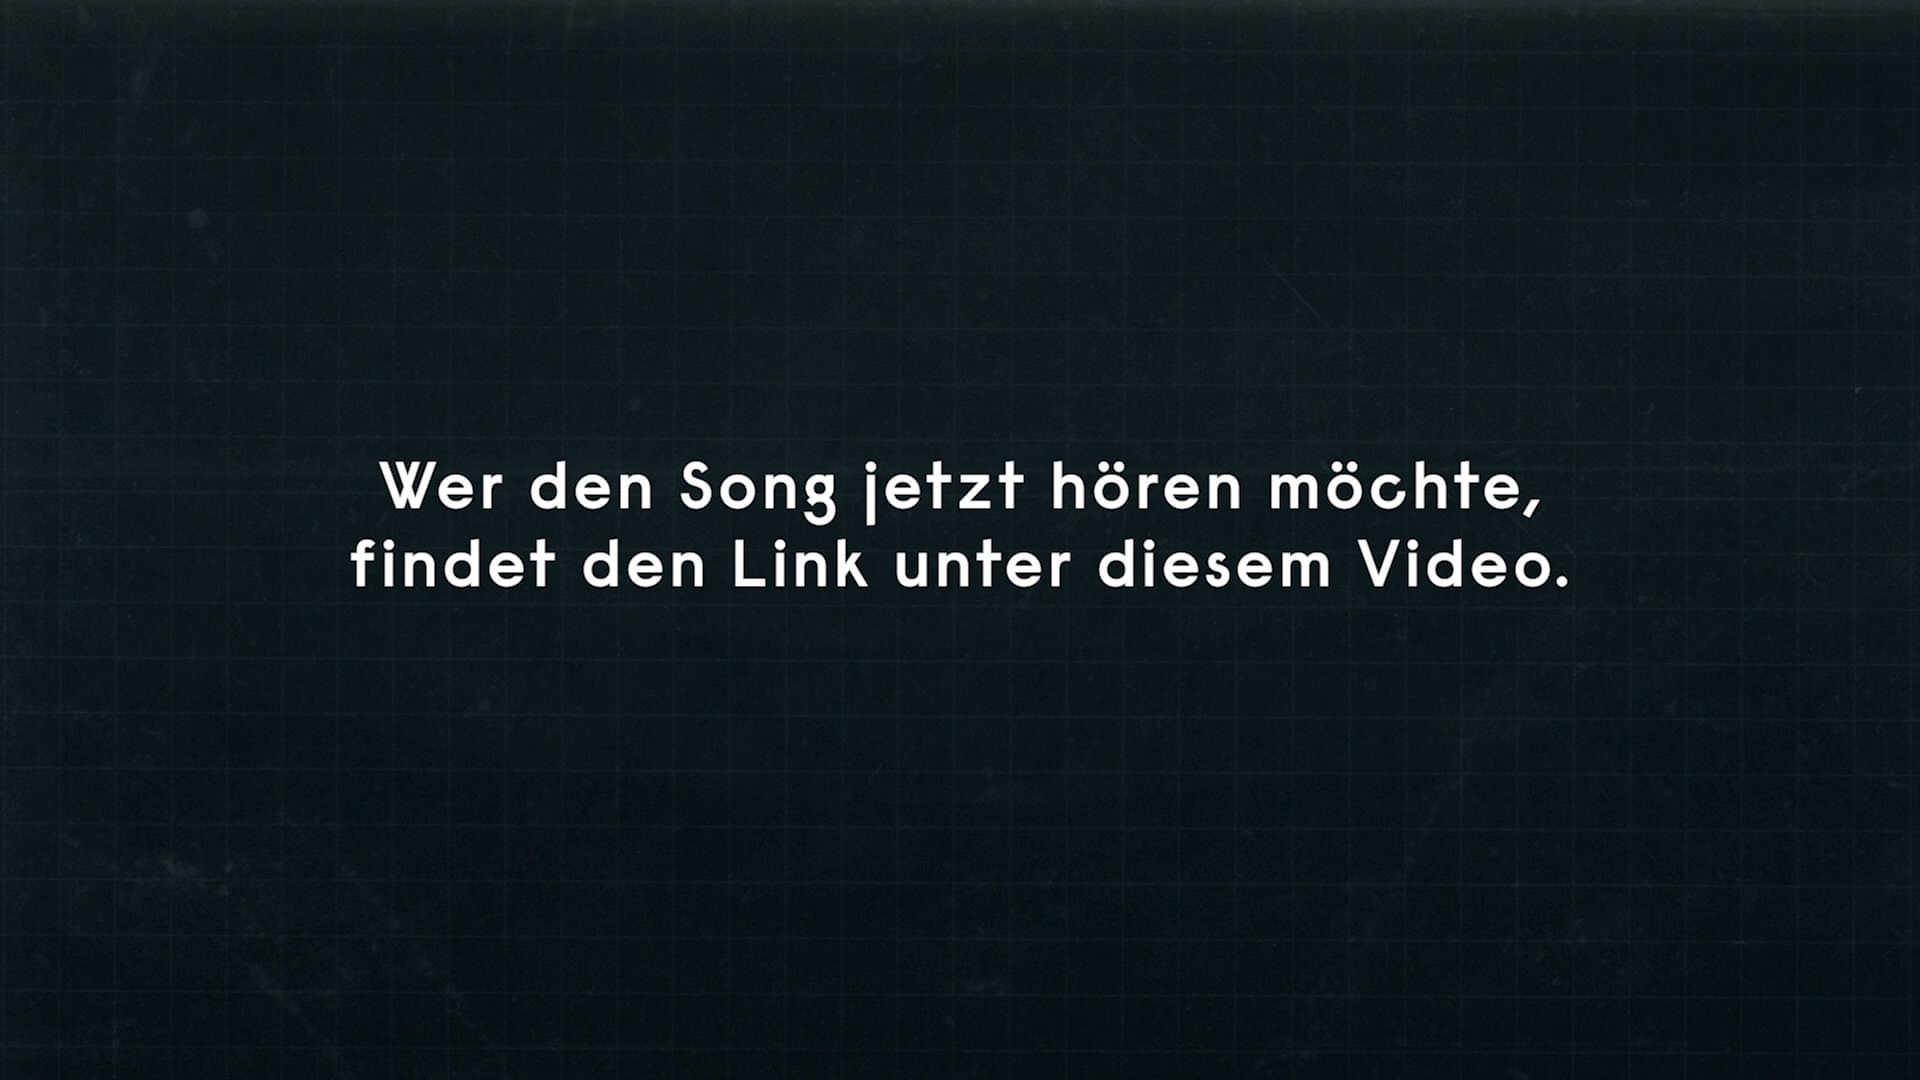 Wer den Song jetzt hören möchte,
findet den Link unter diesem Video.